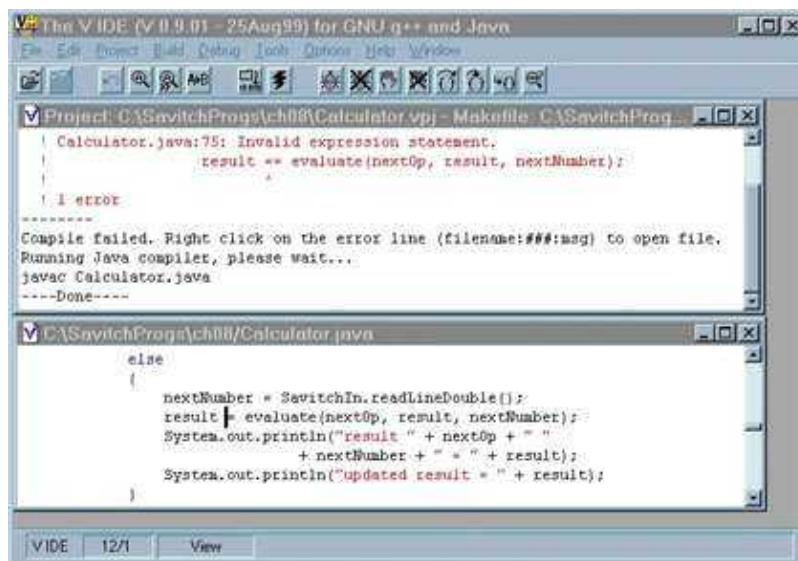 The V IDE (V 0.9.01 - 25Aug99) for GNU g++ and Java
File Edit Project Build Debug Tools Options Help Window
Project: C:\SavitchProgs\ch08\Calculator.vpj - Makefile: C:\SavitchProg...
! Calculator.java:75: Invalid expression statement.
! result == evaluate(nextOp, result, nextNumber);
! ^
! 1 error
--------
Compile failed. Right click on the error line (filename:###:msg) to open file.
Running Java compiler, please wait...
javac Calculator.java
----Done----
C:\SavitchProgs\ch08/Calculator.java
else
{
nextNumber = SavitchIn.readLineDouble();
result = evaluate(nextOp, result, nextNumber);
System.out.println("result " + nextOp + " "
+ nextNumber + " = " + result);
System.out.println("updated result = " + result);
}
V IDE 12/1 View